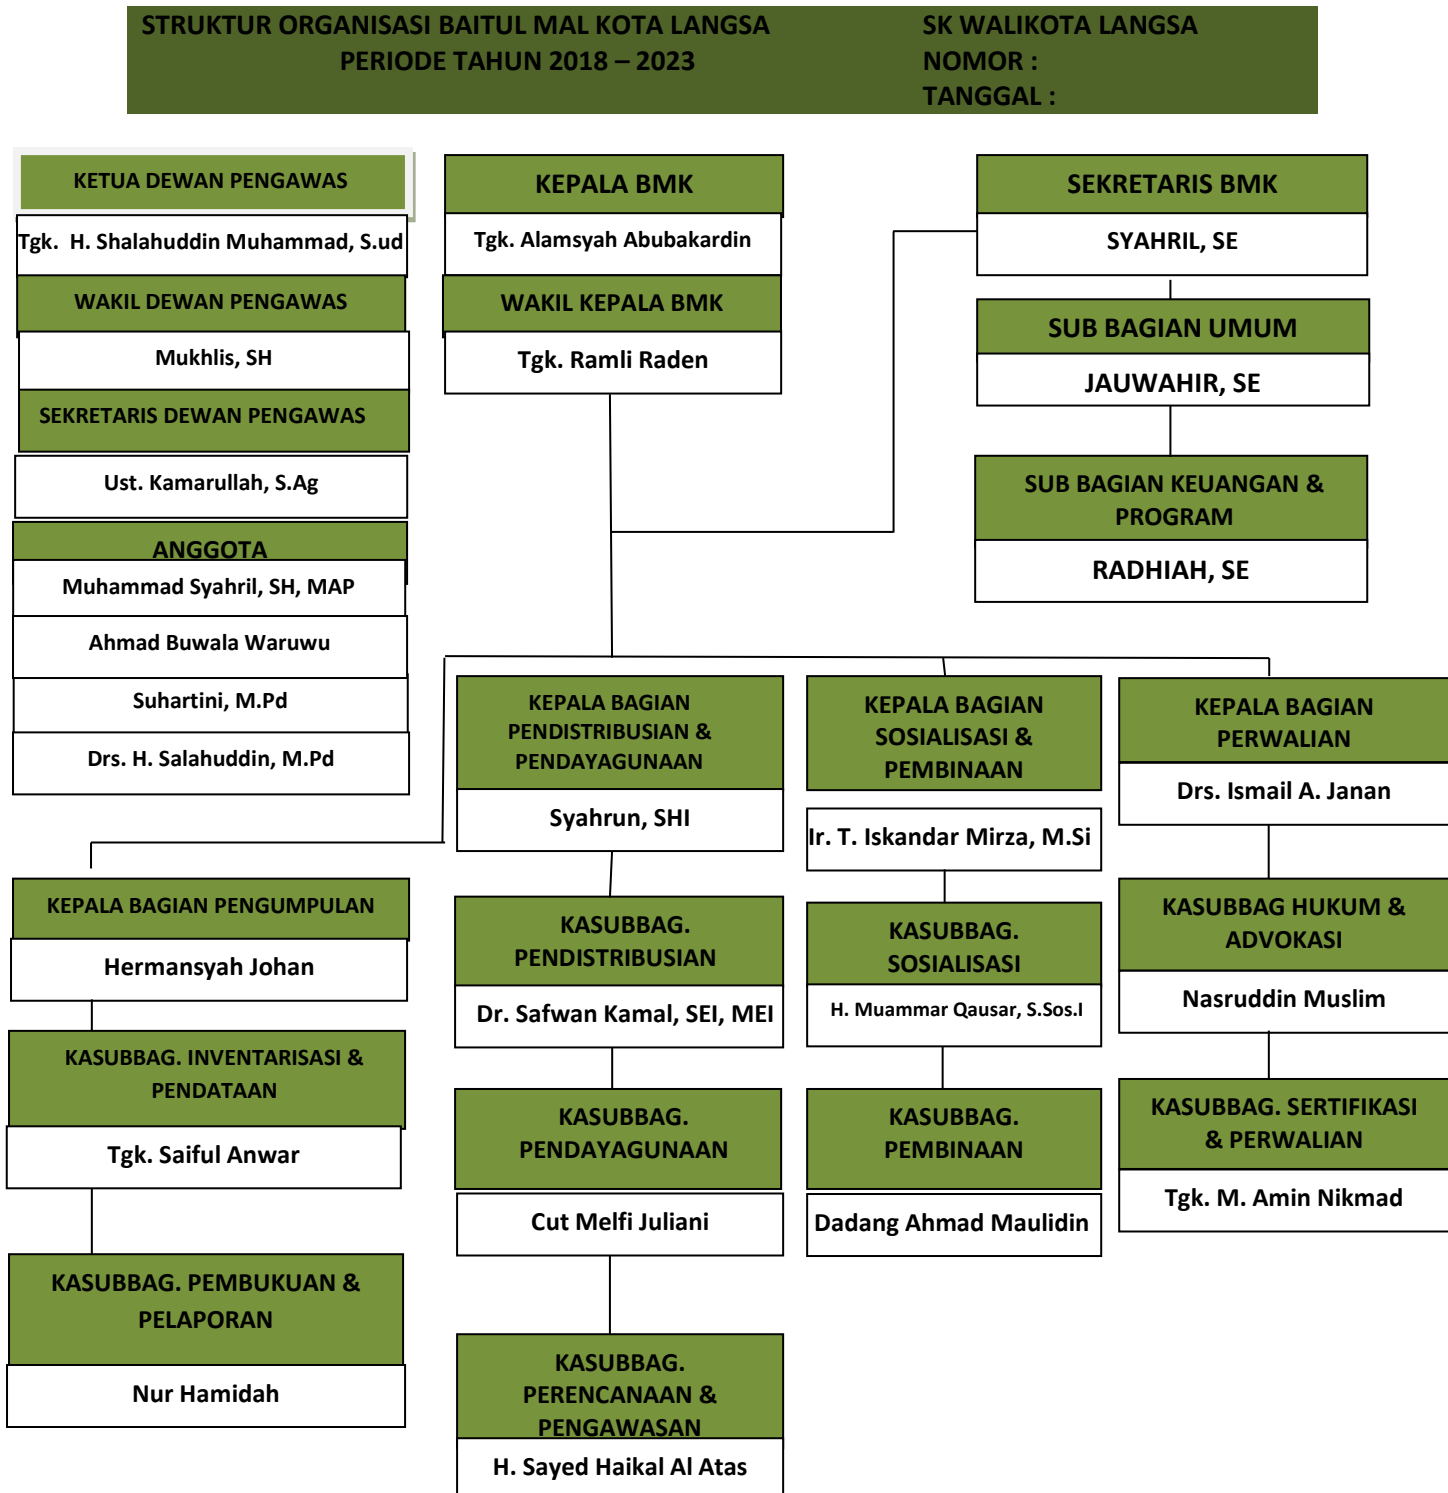 STRUKTUR ORGANISASI BAITUL MAL KOTA LANGSA
PERIODE TAHUN 2018 – 2023
SK WALIKOTA LANGSA
NOMOR :
TANGGAL :
KETUA DEWAN PENGAWAS
Tgk. H. Shalahuddin Muhammad, S.ud
WAKIL DEWAN PENGAWAS
Mukhlis, SH
SEKRETARIS DEWAN PENGAWAS
Ust. Kamarullah, S.Ag
ANGGOTA
Muhammad Syahril, SH, MAP
Ahmad Buwala Waruwu
Suhartini, M.Pd
Drs. H. Salahuddin, M.Pd
KEPALA BMK
Tgk. Alamsyah Abubakardin
WAKIL KEPALA BMK
Tgk. Ramli Raden
SEKRETARIS BMK
SYAHRIL, SE
SUB BAGIAN UMUM
JAUWAHIR, SE
SUB BAGIAN KEUANGAN &
PROGRAM
RADHIAH, SE
KEPALA BAGIAN PENGUMPULAN
Hermansyah Johan
KASUBBAG. INVENTARISASI &
PENDATAAN
Tgk. Saiful Anwar
KASUBBAG. PEMBUKUAN &
PELAPORAN
Nur Hamidah
KEPALA BAGIAN
PENDISTRIBUSIAN &
PENDAYAGUNAAN
Syahrun, SHI
KASUBBAG.
PENDISTRIBUSIAN
Dr. Safwan Kamal, SEI, MEI
KASUBBAG.
PENDAYAGUNAAN
Cut Melfi Juliani
KASUBBAG.
PERENCANAAN &
PENGAWASAN
H. Sayed Haikal Al Atas
KEPALA BAGIAN
SOSIALISASI &
PEMBINAAN
Ir. T. Iskandar Mirza, M.Si
KASUBBAG.
SOSIALISASI
H. Muammar Qausar, S.Sos.I
KASUBBAG.
PEMBINAAN
Dadang Ahmad Maulidin
KEPALA BAGIAN
PERWALIAN
Drs. Ismail A. Janan
KASUBBAG HUKUM &
ADVOKASI
Nasruddin Muslim
KASUBBAG. SERTIFIKASI
& PERWALIAN
Tgk. M. Amin Nikmad